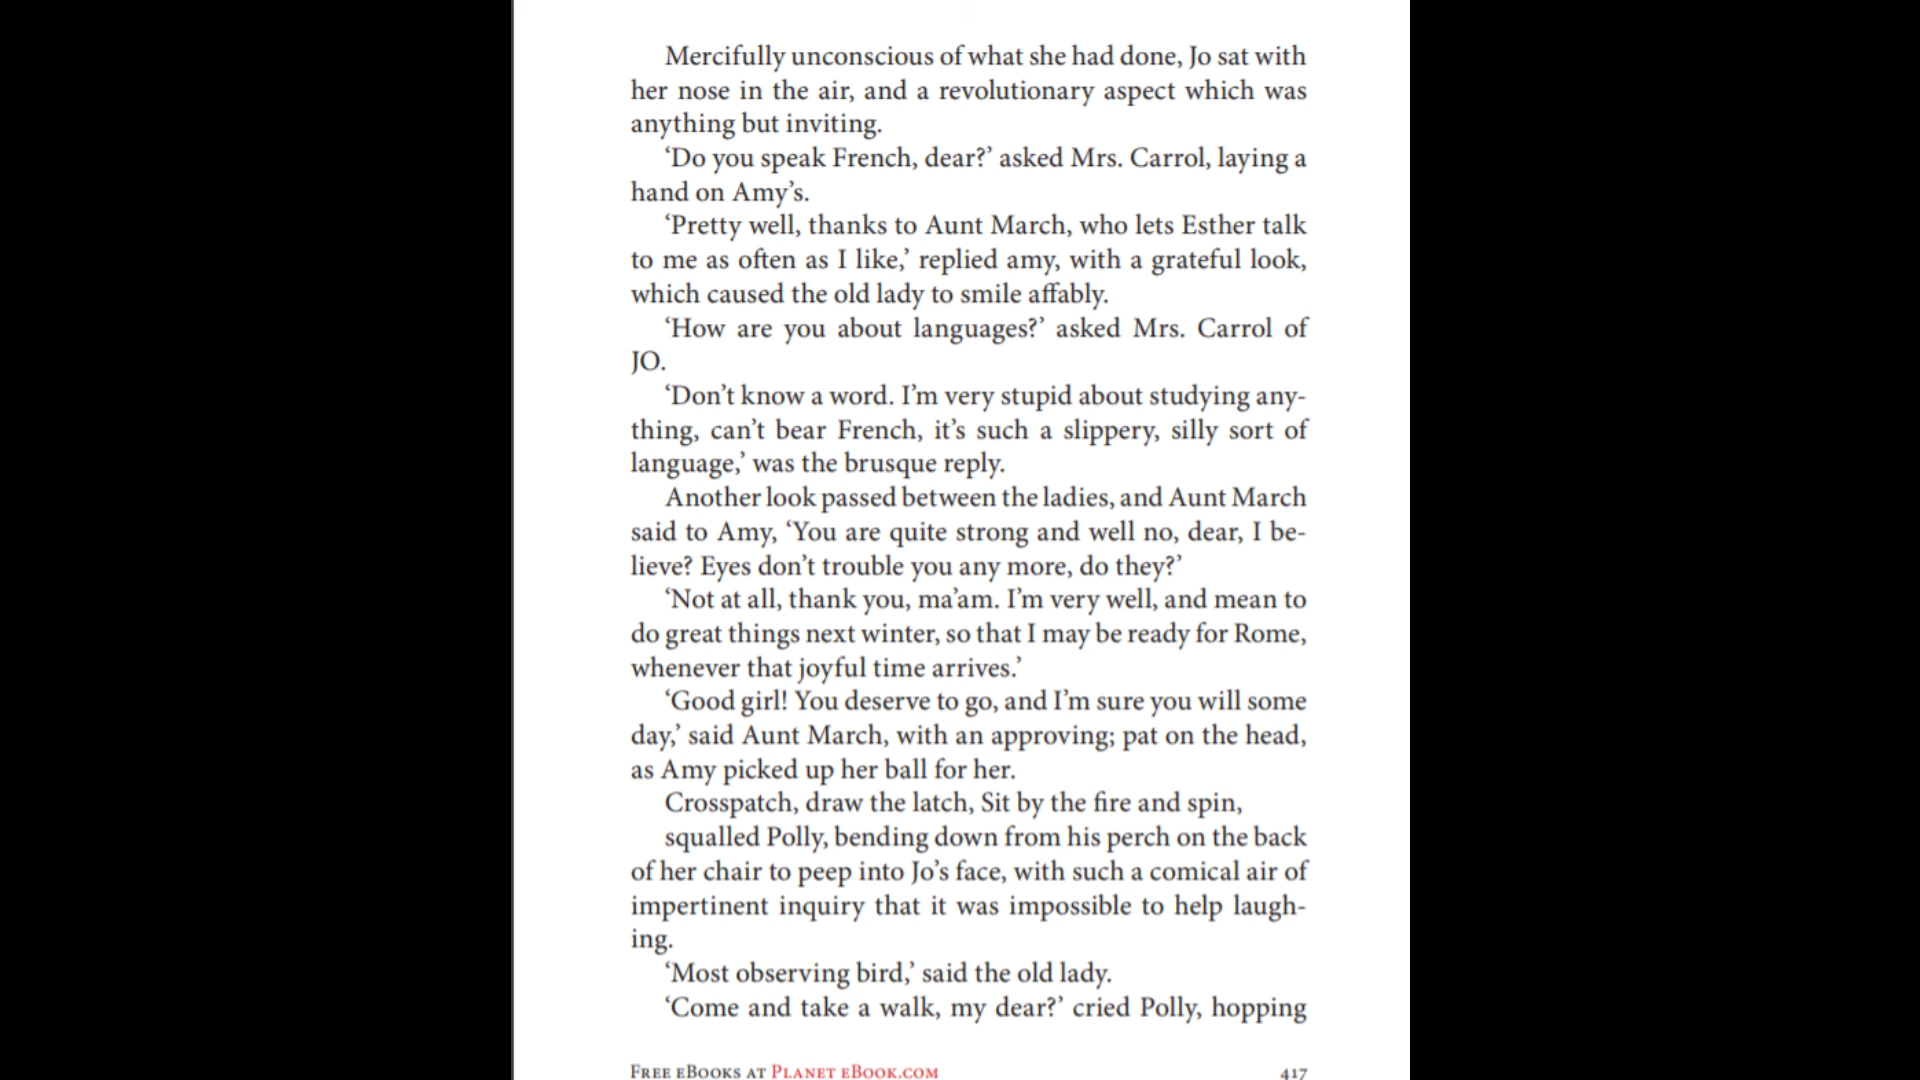 Mercifully unconscious of what she had done, Jo sat with
her nose in the air, and a revolutionary aspect which was
anything but inviting.
‘Do you speak French, dear?’ asked Mrs. Carrol, laying a
hand on Amy’s.
‘Pretty well, thanks to Aunt March, who lets Esther talk
to me as often as I like,’ replied amy, with a grateful look,
which caused the old lady to smile affably.
‘How are you about languages?’ asked Mrs. Carrol of
JO.
‘Don’t know a word. I’m very stupid about studying any-
thing, can’t bear French, it’s such a slippery, silly sort of
language,’ was the brusque reply.
Another look passed between the ladies, and Aunt March
said to Amy, ‘You are quite strong and well no, dear, I be-
lieve? Eyes don’t trouble you any more, do they?’
‘Not at all, thank you, ma’am. I’m very well, and mean to
do great things next winter, so that I may be ready for Rome,
whenever that joyful time arrives.’
‘Good girl! You deserve to go, and I’m sure you will some
day,’ said Aunt March, with an approving; pat on the head,
as Amy picked up her ball for her.
Crosspatch, draw the latch, Sit by the fire and spin,
squalled Polly, bending down from his perch on the back
of her chair to peep into Jo’s face, with such a comical air of
impertinent inquiry that it was impossible to help laugh-
ing.
‘Most observing bird,’ said the old lady.
‘Come and take a walk, my dear?’ cried Polly, hopping
Free eBooks at Planet eBook.com 417